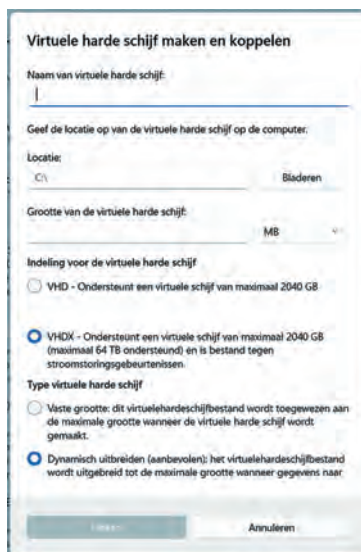 Virtuele harde schijf maken en koppelen
Naam van virtuele harde schijf:
Geef de locatie op van de virtuele harde schijf op de computer.
Locatie:
C:\
Bladeren
Grootte van de virtuele harde schijf:
MB
Indeling voor de virtuele harde schijf
VHD - Ondersteunt een virtuele schijf van maximaal 2040 GB
VHDX - Ondersteunt een virtuele schijf van maximaal 2040 GB
(maximaal 64 TB ondersteund) en is bestand tegen
stroomstoringsgebeurtenissen.
Type virtuele harde schijf
Vaste grootte: dit virtuelehardeschijfbestand wordt toegewezen aan
de maximale grootte wanneer de virtuele harde schijf wordt
gemaakt.
Dynamisch uitbreiden (aanbevolen): het virtuelehardeschijfbestand
wordt uitgebreid tot de maximale grootte wanneer gegevens naar
Annuleren